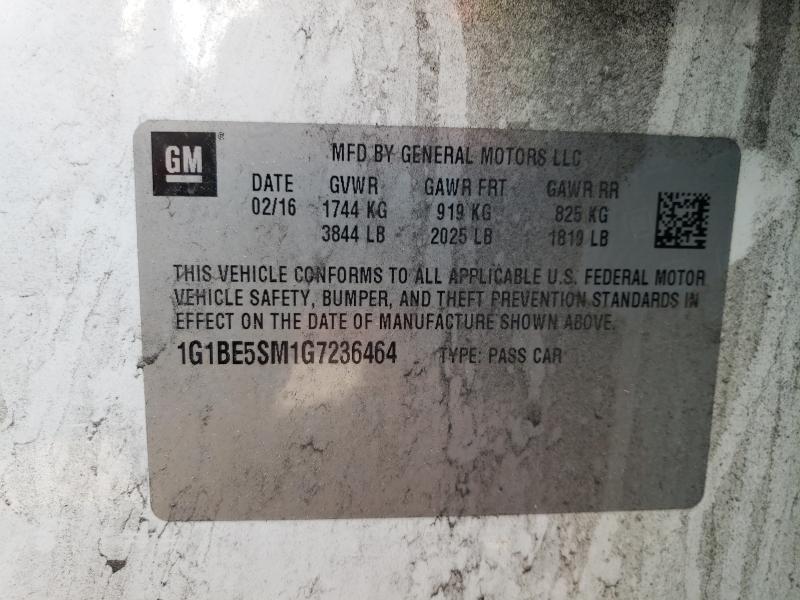 GM ®
MFD BY GENERAL MOTORS LLC
DATE GVWR GAWR FRT GAWR RR
02/16 1744 KG 919 KG 825 KG
3844 LB 2025 LB 1819 LB
THIS VEHICLE CONFORMS TO ALL APPLICABLE U.S. FEDERAL MOTOR
VEHICLE SAFETY, BUMPER, AND THEFT PREVENTION STANDARDS IN
EFFECT ON THE DATE OF MANUFACTURE SHOWN ABOVE.
1G1BE5SM1G7236464 TYPE: PASS CAR